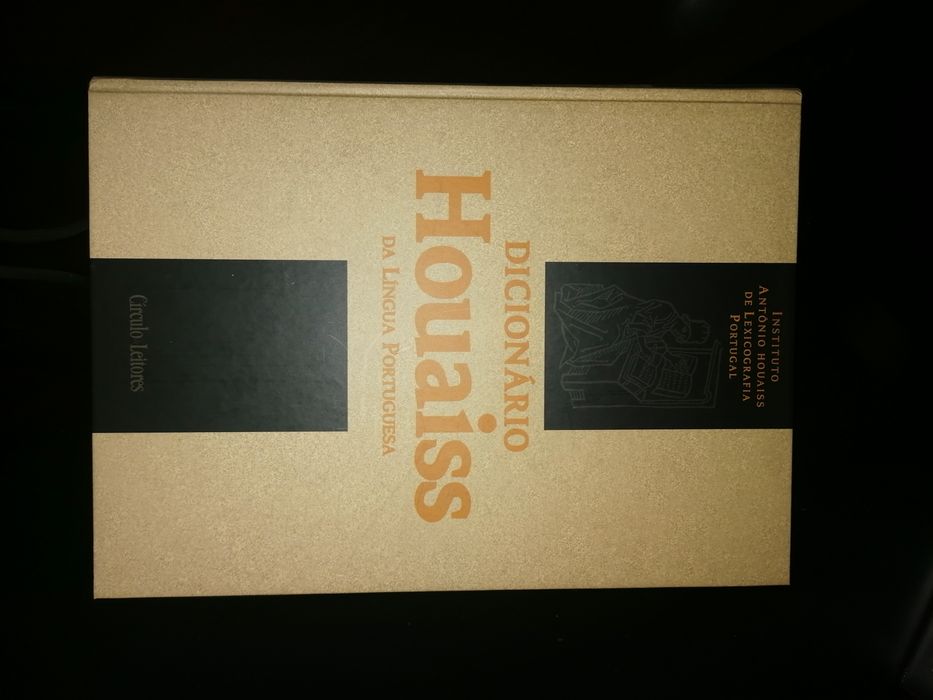 INSTITUTO
ANTÓNIO HOUAISS
DE LEXICOGRAFIA
PORTUGAL
DICIONÁRIO
Houaiss
DA LÍNGUA PORTUGUESA
Círculo Leitores